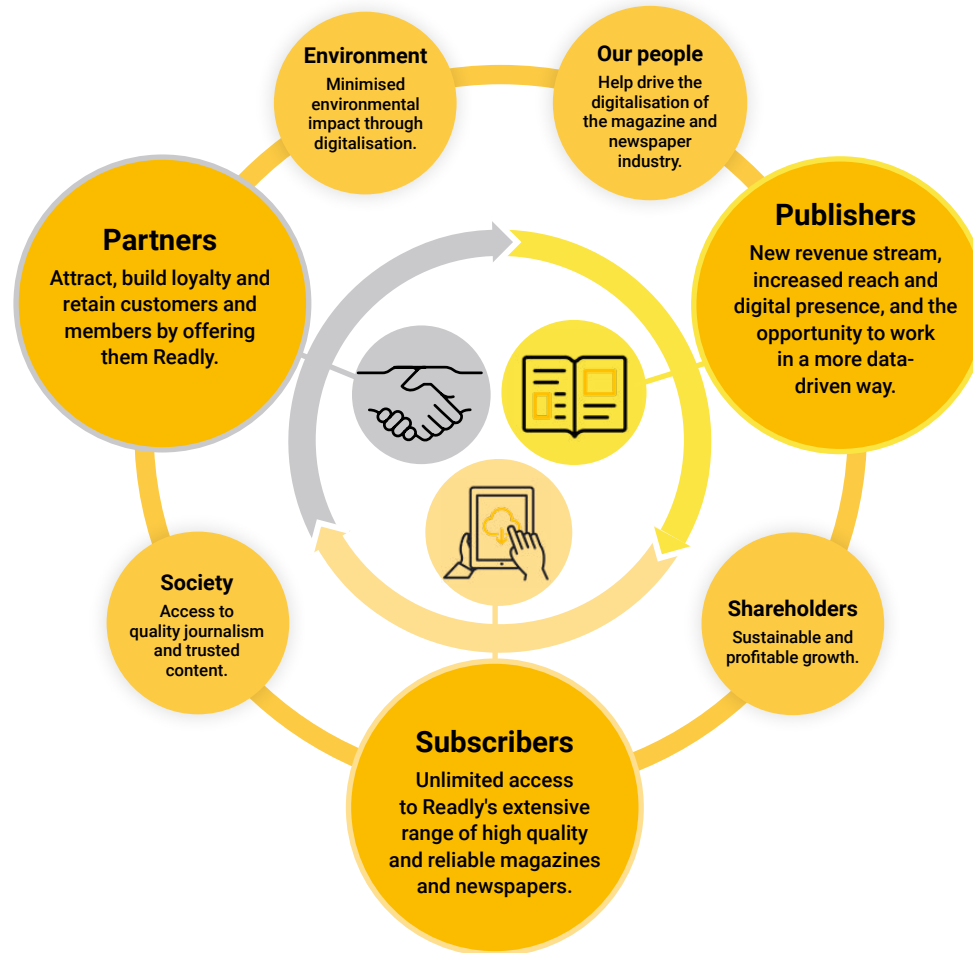 Environment
Minimised
environmental
impact through
digitalisation.
Our people
Help drive the
digitalisation of
the magazine and
newspaper
industry.
Partners
Attract, build loyalty and
retain customers and
members by offering
them Readly.
Publishers
New revenue stream,
increased reach and
digital presence, and the
opportunity to work
in a more data-
driven way.
Society
Access to
quality journalism
and trusted
content.
Shareholders
Sustainable and
profitable growth.
Subscribers
Unlimited access
to Readly's extensive
range of high quality
and reliable magazines
and newspapers.